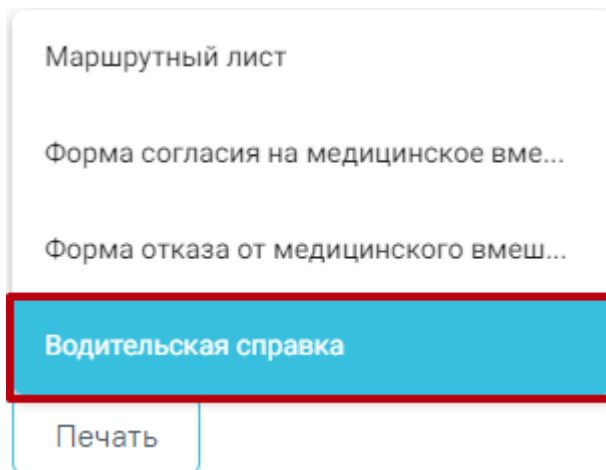 Маршрутный лист
Форма согласия на медицинское вме...
Форма отказа от медицинского вмеш...
Водительская справка
Печать